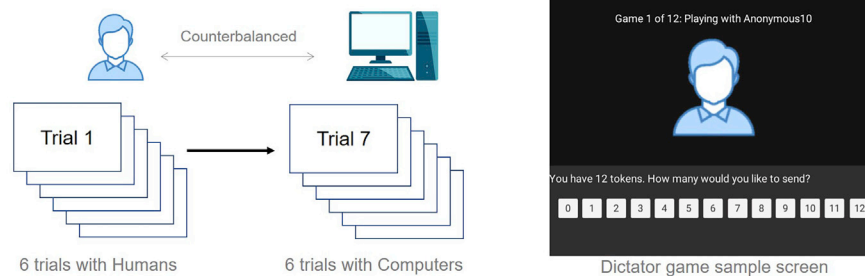 Counterbalanced
Trial 1
Trial 7
6 trials with Humans
6 trials with Computers
Game 1 of 12: Playing with Anonymous10
You have 12 tokens. How many would you like to send?
0 1 2 3 4 5 6 7 8 9 10 11 12
Dictator game sample screen